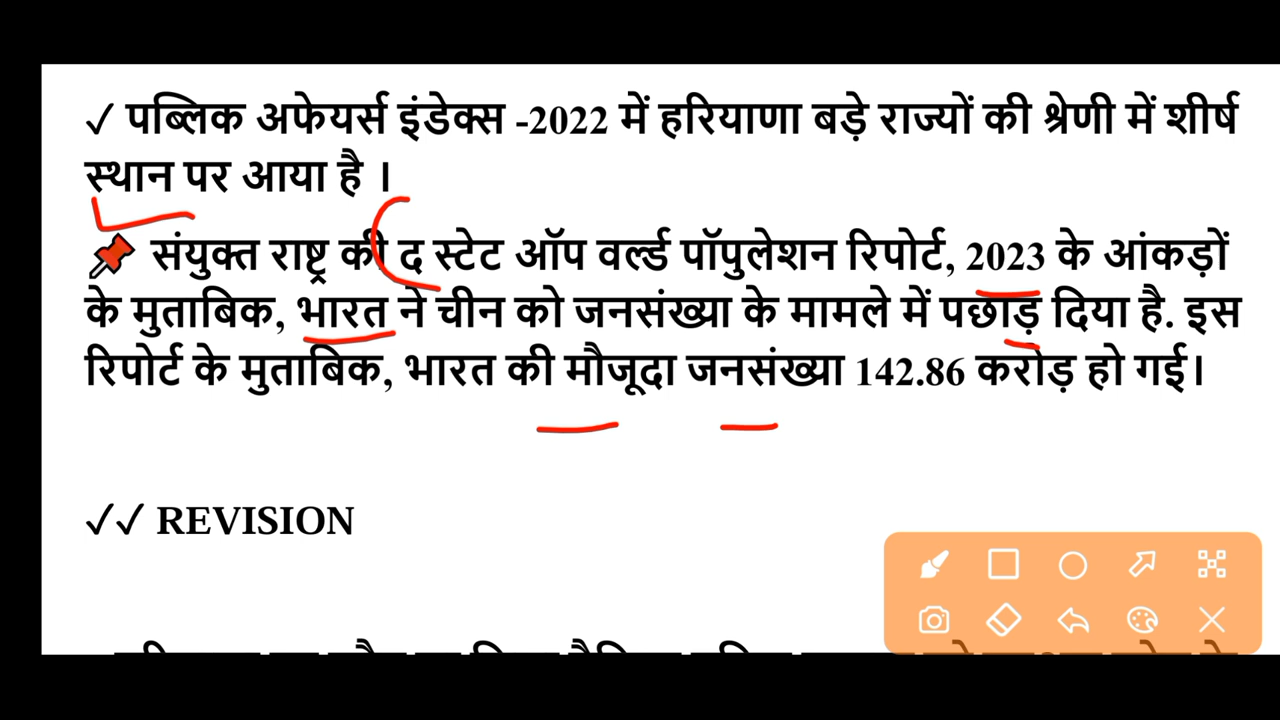 ✓ पब्लिक अफेयर्स इंडेक्स -2022 में हरियाणा बड़े राज्यों की श्रेणी में शीर्ष
स्थान पर आया है ।
📌 संयुक्त राष्ट्र की द स्टेट ऑप वर्ल्ड पॉपुलेशन रिपोर्ट, 2023 के आंकड़ों
के मुताबिक, भारत ने चीन को जनसंख्या के मामले में पछाड़ दिया है. इस
रिपोर्ट के मुताबिक, भारत की मौजूदा जनसंख्या 142.86 करोड़ हो गई।
✓✓ REVISION